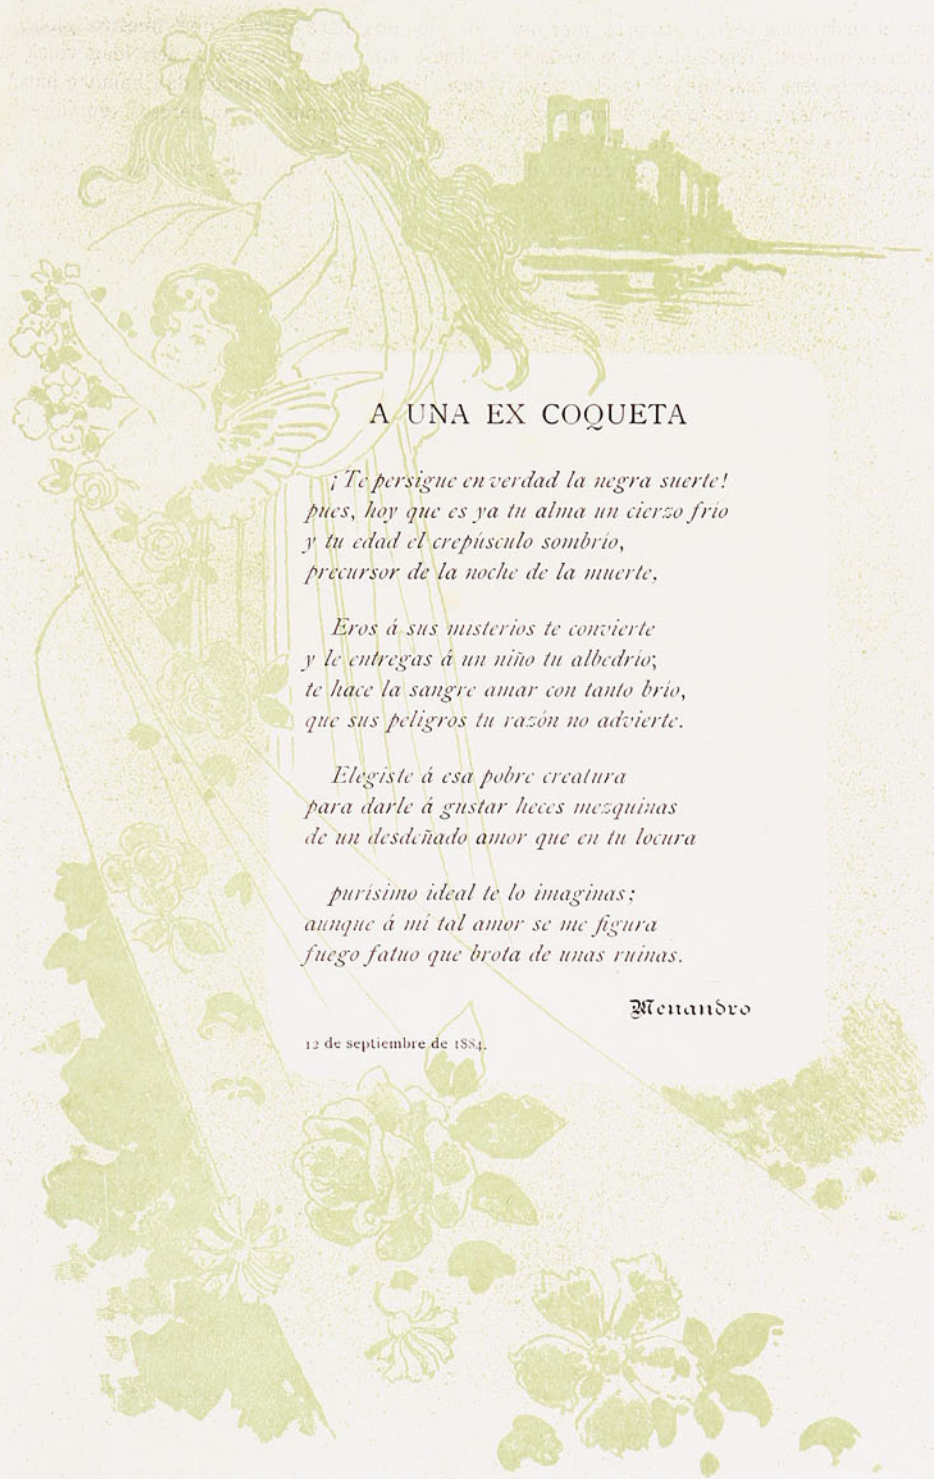 A UNA EX COQUETA
¡Te persigue en verdad la negra suerte!
pues, hoy que es ya tu alma un cierzo frío
y tu edad el crepúsculo sombrío,
precursor de la noche de la muerte,
Eros á sus misterios te convierte
y le entregas á un niño tu albedrío;
te hace la sangre amar con tanto brío,
que sus peligros tu razón no advierte.
Elegiste á esa pobre creatura
para darle á gustar heces mezquinas
de un desdeñado amor que en tu locura
purísimo ideal te lo imaginas;
aunque á mí tal amor se me figura
fuego fatuo que brota de unas ruinas.
Menandro
12 de septiembre de 1884.